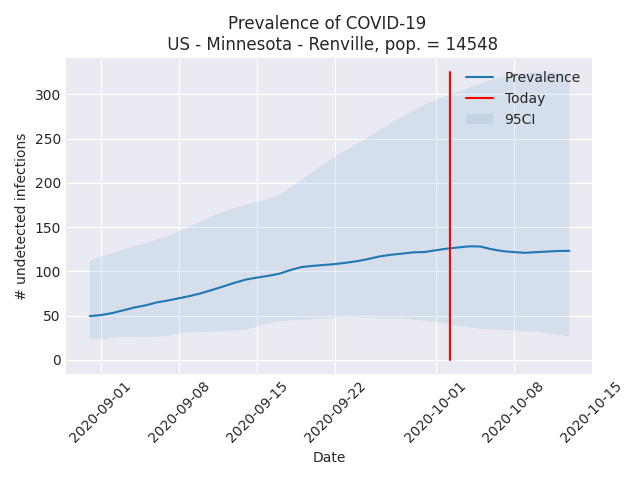 Prevalence of COVID-19
US - Minnesota - Renville, pop. = 14548
Prevalence
Today
95CI
# undetected infections
300
250
200
150
100
50
0
2020-09-01
2020-09-08
2020-09-15
2020-09-22
2020-10-01
2020-10-08
2020-10-15
Date